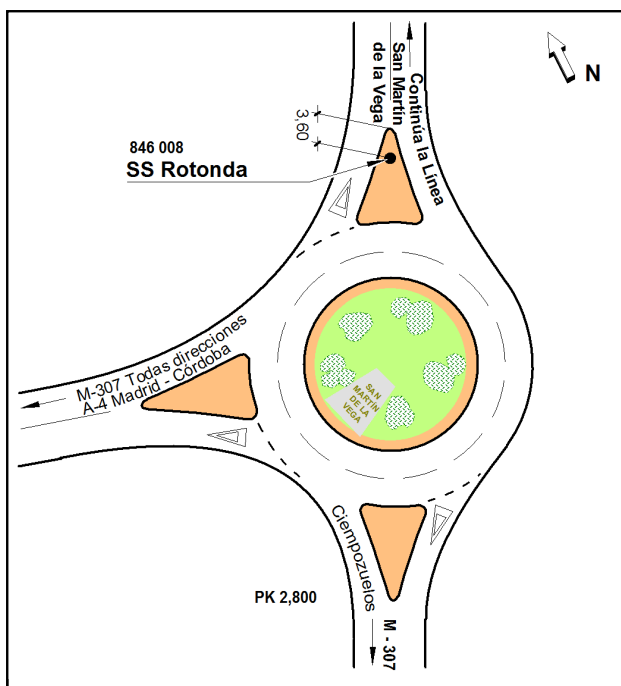 San Martín
de la Vega
Continúa la Línea
N
3,60
846 008
SS Rotonda
M-307 Todas direcciones
A-4 Madrid - Córdoba
SAN
MARTÍN
DE LA
VEGA
Ciempozuelos
PK 2,800
M - 307